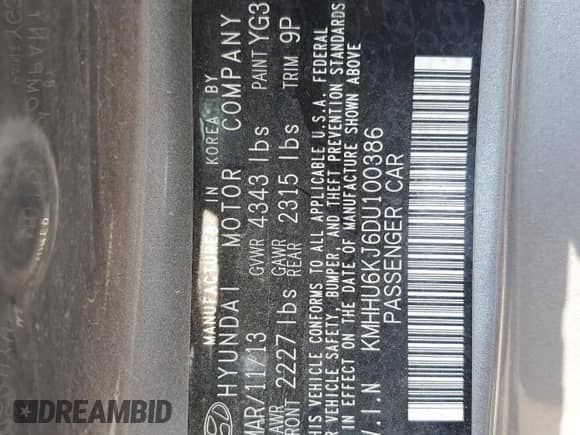 MANUFACTURED IN KOREA BY
HYUNDAI MOTOR COMPANY
MAR/11/13 GVWR 4343 lbs PAINT YG3
GAWR FRONT 2227 lbs GAWR REAR 2315 lbs TRIM 9P
THIS VEHICLE CONFORMS TO ALL APPLICABLE U.S.A. FEDERAL
VEHICLE SAFETY, BUMPER, AND THEFT PREVENTION STANDARDS
IN EFFECT ON THE DATE OF MANUFACTURE SHOWN ABOVE
V.I.N KMHHU6KJ6DU100386
PASSENGER CAR
DREAMBID